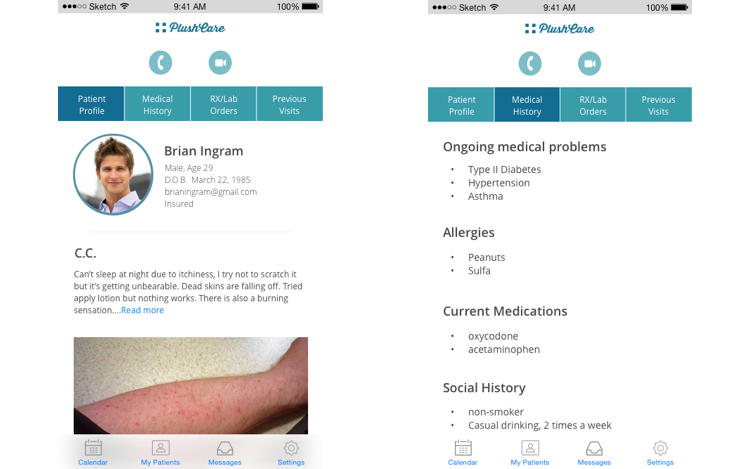 Sketch
9:41 AM
100%
PlushCare
Patient
Profile
Medical
History
RX/Lab
Orders
Previous
Visits
Brian Ingram
Male, Age 29
D.O.B. March 22, 1985
brianingram@gmail.com
Insured
C.C.
Can't sleep at night due to itchiness, I try not to scratch it
but it's getting unbearable. Dead skins are falling off. Tried
apply lotion but nothing works. There is also a burning
sensation....Read more
Calendar
My Patients
Messages
Settings
Sketch
9:41 AM
100%
PlushCare
Patient
Profile
Medical
History
RX/Lab
Orders
Previous
Visits
Ongoing medical problems
• Type II Diabetes
• Hypertension
• Asthma
Allergies
• Peanuts
• Sulfa
Current Medications
• oxycodone
• acetaminophen
Social History
• non-smoker
• Casual drinking, 2 times a week
Calendar
My Patients
Messages
Settings